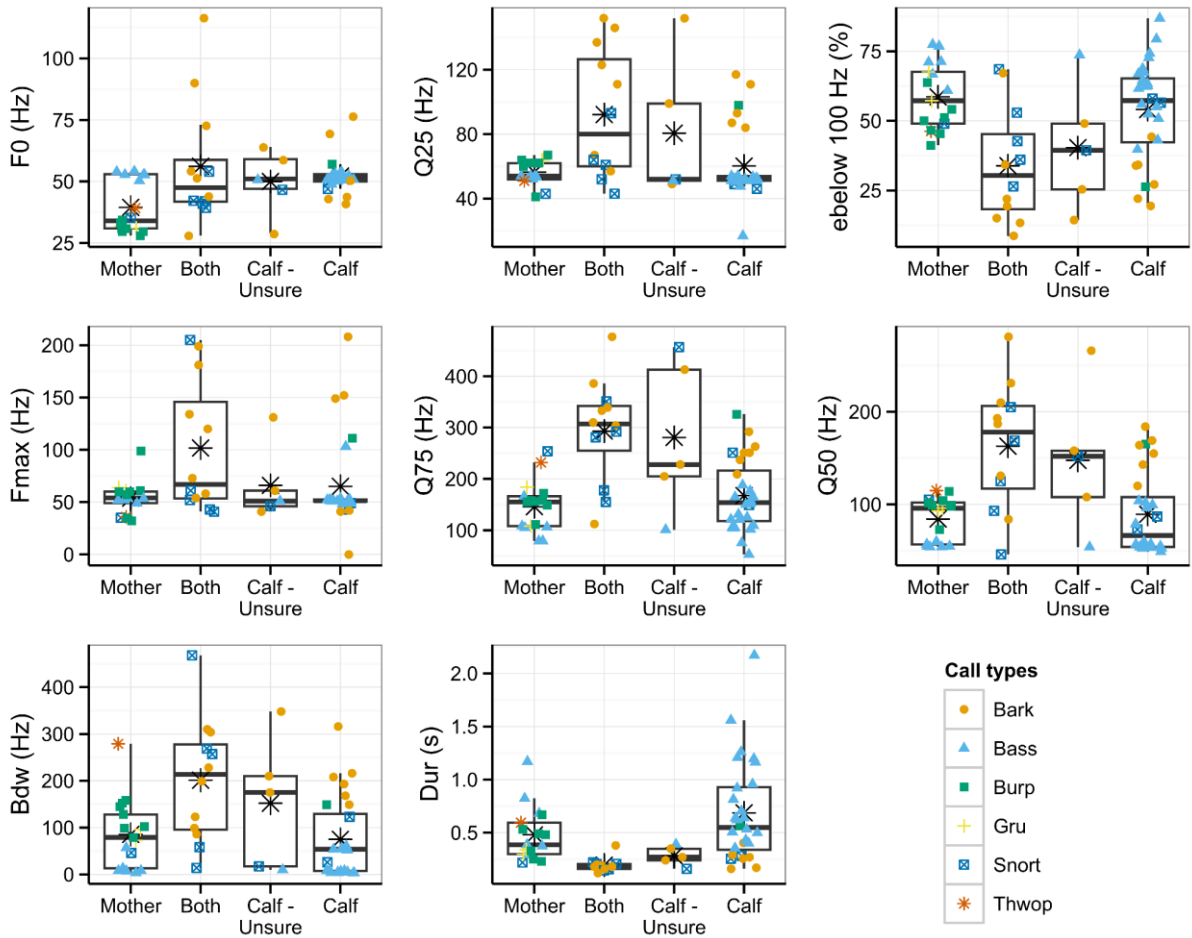 F0 (Hz)
100
75
50
25
Mother Both Calf - Calf
Unsure
Q25 (Hz)
120
80
40
Mother Both Calf - Calf
Unsure
ebelow 100 Hz (%)
75
50
25
Mother Both Calf - Calf
Unsure
Fmax (Hz)
200
150
100
50
0
Mother Both Calf - Calf
Unsure
Q75 (Hz)
400
300
200
100
Mother Both Calf - Calf
Unsure
Q50 (Hz)
200
100
Mother Both Calf - Calf
Unsure
Bdw (Hz)
400
300
200
100
0
Mother Both Calf - Calf
Unsure
Dur (s)
2.0
1.5
1.0
0.5
Mother Both Calf - Calf
Unsure
Call types
Bark
Bass
Burp
Gru
Snort
Thwop